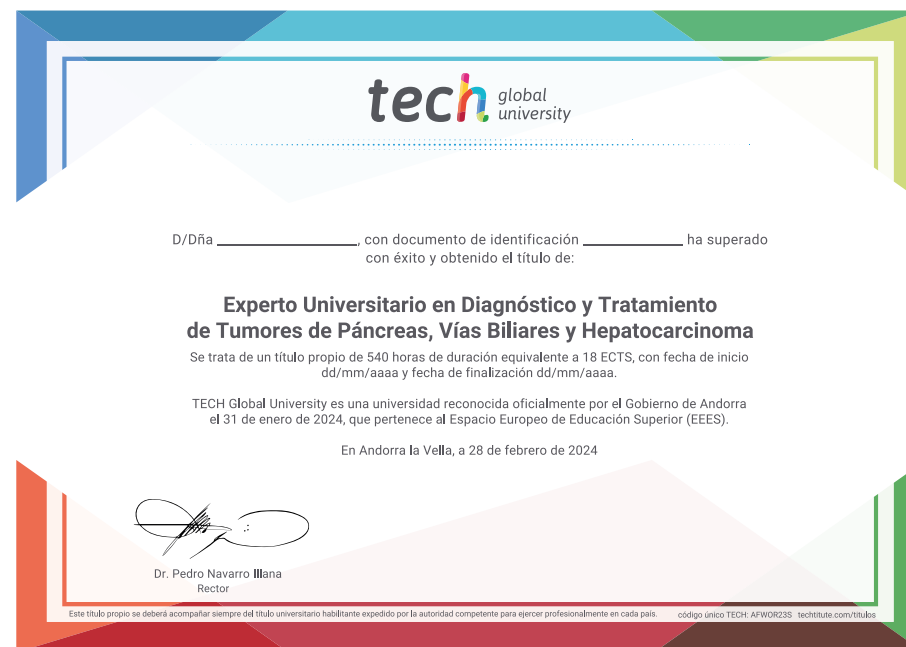 tech global university
D/Dña ____________________, con documento de identificación ______________ ha superado
con éxito y obtenido el título de:
Experto Universitario en Diagnóstico y Tratamiento
de Tumores de Páncreas, Vías Biliares y Hepatocarcinoma
Se trata de un título propio de 540 horas de duración equivalente a 18 ECTS, con fecha de inicio
dd/mm/aaaa y fecha de finalización dd/mm/aaaa.
TECH Global University es una universidad reconocida oficialmente por el Gobierno de Andorra
el 31 de enero de 2024, que pertenece al Espacio Europeo de Educación Superior (EEES).
En Andorra la Vella, a 28 de febrero de 2024
Dr. Pedro Navarro Illana
Rector
Este título propio se deberá acompañar siempre del título universitario habilitante expedido por la autoridad competente para ejercer profesionalmente en cada país.
código único TECH: AFWOR23S techtitute.com/titulos